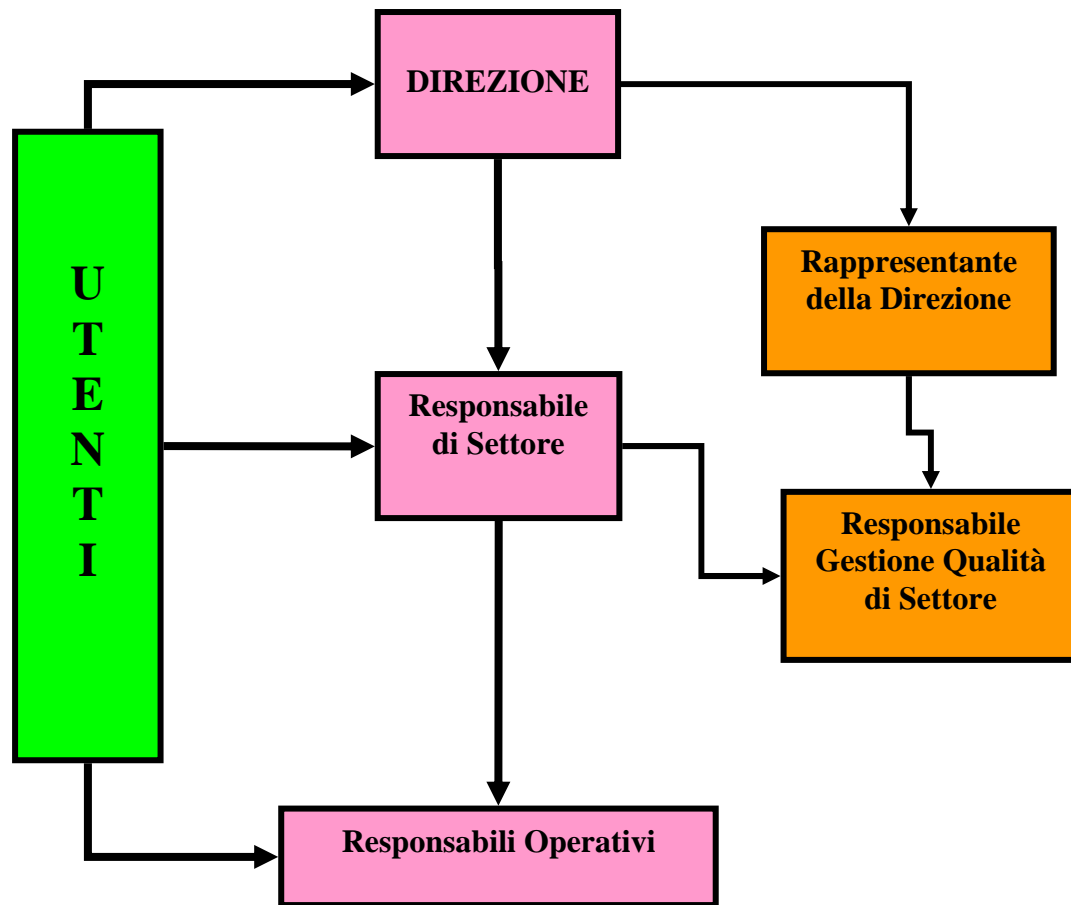 DIREZIONE
U
T
E
N
T
I
Rappresentante
della Direzione
Responsabile
di Settore
Responsabile
Gestione Qualità
di Settore
Responsabili Operativi